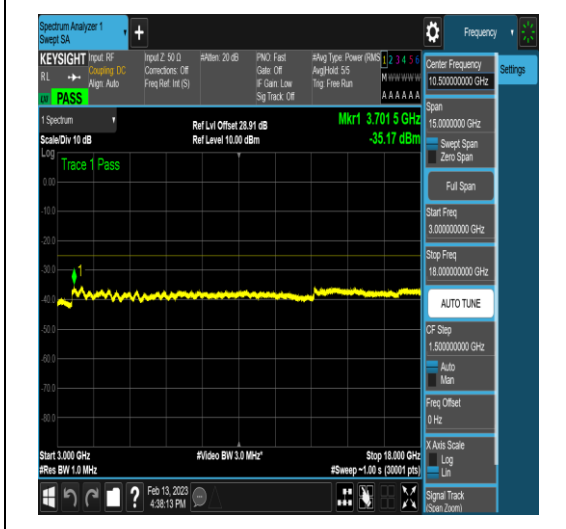 Spectrum Analyzer 1
Swept SA
+
Frequency
KEYSIGHT
RL
PASS
Input: RF
Coupling: DC
Align: Auto
Input Z: 50 Ω
Corrections: Off
Freq Ref: Int (S)
#Atten: 20 dB
PNO: Fast
Gate: Off
IF Gain: Low
Sig Track: Off
#Avg Type: Power (RMS
Avg|Hold: 5/5
Trig: Free Run
1 2 3 4 5 6
M W W W W W
A A A A A A
1 Spectrum
Scale/Div 10 dB
Ref Lvl Offset 28.91 dB
Ref Level 10.00 dBm
Mkr1 3.701 5 GHz
-35.17 dBm
Log
Trace 1 Pass
0.00
-10.0
-20.0
-30.0
-40.0
-50.0
-60.0
-70.0
-80.0
1
Start 3.000 GHz
#Res BW 1.0 MHz
#Video BW 3.0 MHz*
Stop 18.000 GHz
#Sweep ~1.00 s (30001 pts)
?
Feb 13, 2023
4:38:13 PM
Center Frequency
10.500000000 GHz
Settings
Span
15.0000000 GHz
Swept Span
Zero Span
Full Span
Start Freq
3.000000000 GHz
Stop Freq
18.000000000 GHz
AUTO TUNE
CF Step
1.500000000 GHz
Auto
Man
Freq Offset
0 Hz
X Axis Scale
Log
Lin
Signal Track
(Span Zoom)